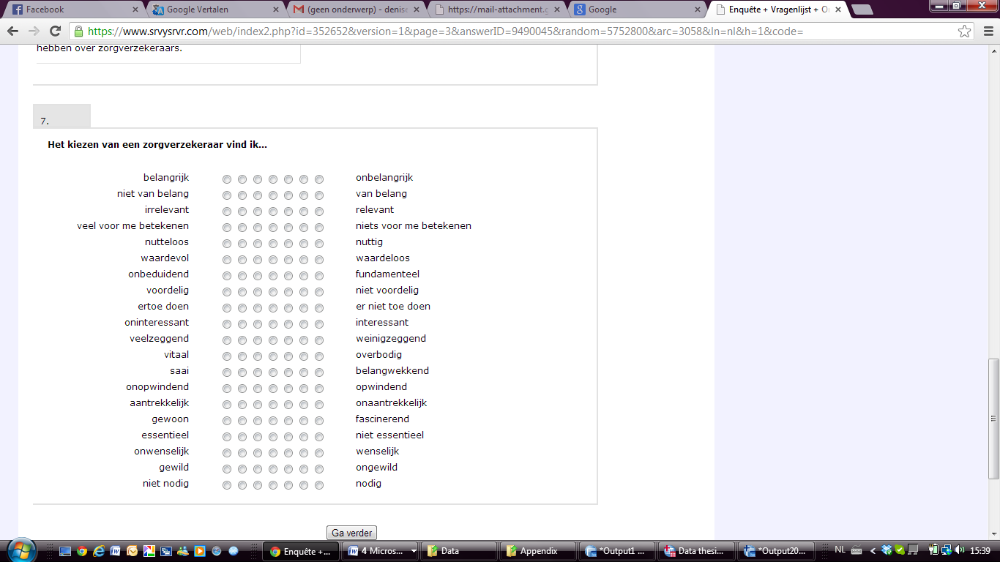 Facebook
Google Vertalen
(geen onderwerp) - denise
https://mail-attachment.g
Google
Enquête + Vragenlijst + O
https://www.srvysrvr.com/web/index2.php?id=352652&version=1&page=3&answerID=9490045&random=5752800&arc=3058&ln=nl&h=1&code=
hebben over zorgverzekeraars.
7.
Het kiezen van een zorgverzekeraar vind ik...
belangrijk onbelangrijk
niet van belang van belang
irrelevant relevant
veel voor me betekenen niets voor me betekenen
nutteloos nuttig
waardevol waardeloos
onbeduidend fundamenteel
voordelig niet voordelig
ertoe doen er niet toe doen
oninteressant interessant
veelzeggend weinigzeggend
vitaal overbodig
saai belangwekkend
onopwindend opwindend
aantrekkelijk onaantrekkelijk
gewoon fascinerend
essentieel niet essentieel
onwenselijk wenselijk
gewild ongewild
niet nodig nodig
Ga verder
Enquête +...
4 Micros...
Data
Appendix
*Output1 ...
Data thesi...
*Output20...
NL
15:39